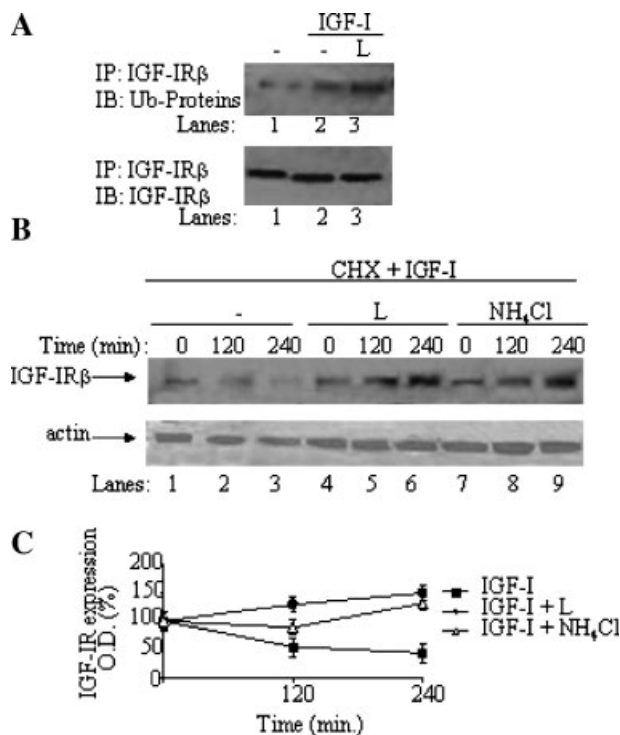 A
IGF-I
- - L
IP: IGF-IRβ
IB: Ub-Proteins
Lanes: 1 2 3
IP: IGF-IRβ
IB: IGF-IRβ
Lanes: 1 2 3
B
CHX + IGF-I
- L NH₄Cl
Time (min): 0 120 240 0 120 240 0 120 240
IGF-IRβ
actin
Lanes: 1 2 3 4 5 6 7 8 9
C
IGF-IR expression
O.D. (%)
200
150
100
50
0
120 240
Time (min.)
IGF-I
IGF-I + L
IGF-I + NH₄Cl